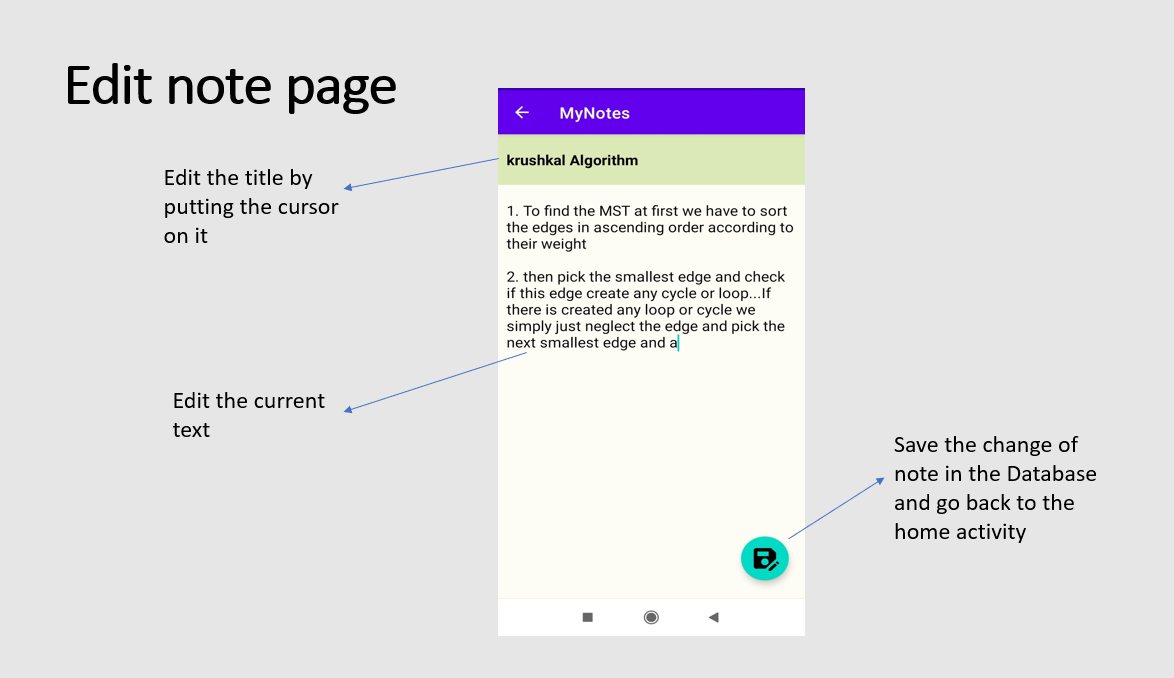 Edit note page
MyNotes
krushkal Algorithm
Edit the title by
putting the cursor
on it
1. To find the MST at first we have to sort
the edges in ascending order according to
their weight
2. then pick the smallest edge and check
if this edge create any cycle or loop...If
there is created any loop or cycle we
simply just neglect the edge and pick the
next smallest edge and a
Edit the current
text
Save the change of
note in the Database
and go back to the
home activity